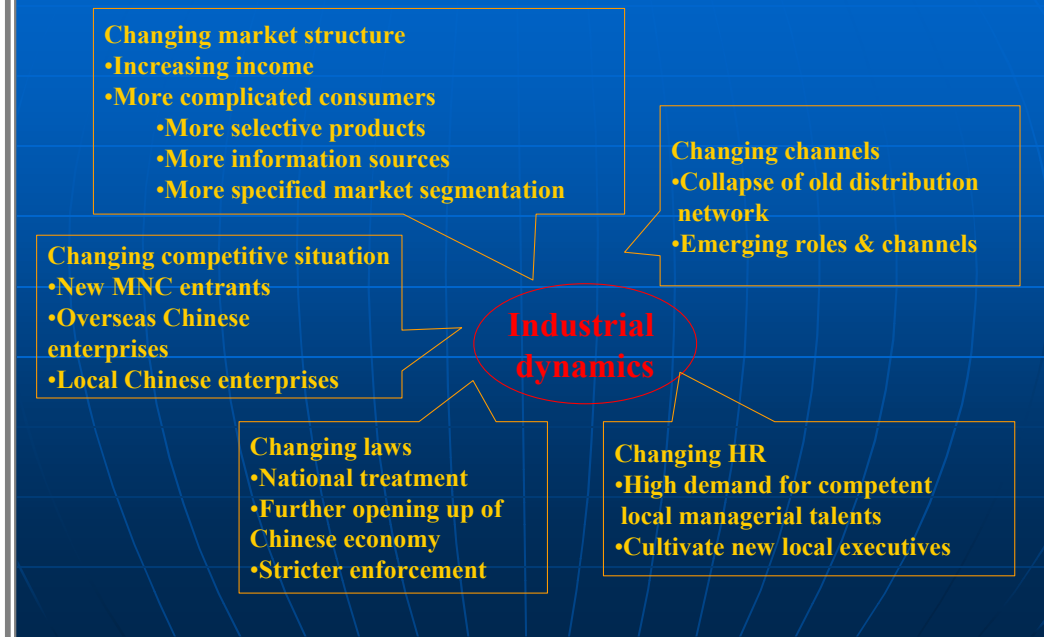 Changing market structure
•Increasing income
•More complicated consumers
•More selective products
•More information sources
•More specified market segmentation
Changing channels
•Collapse of old distribution
network
•Emerging roles & channels
Changing competitive situation
•New MNC entrants
•Overseas Chinese
enterprises
•Local Chinese enterprises
Industrial
dynamics
Changing laws
•National treatment
•Further opening up of
Chinese economy
•Stricter enforcement
Changing HR
•High demand for competent
local managerial talents
•Cultivate new local executives